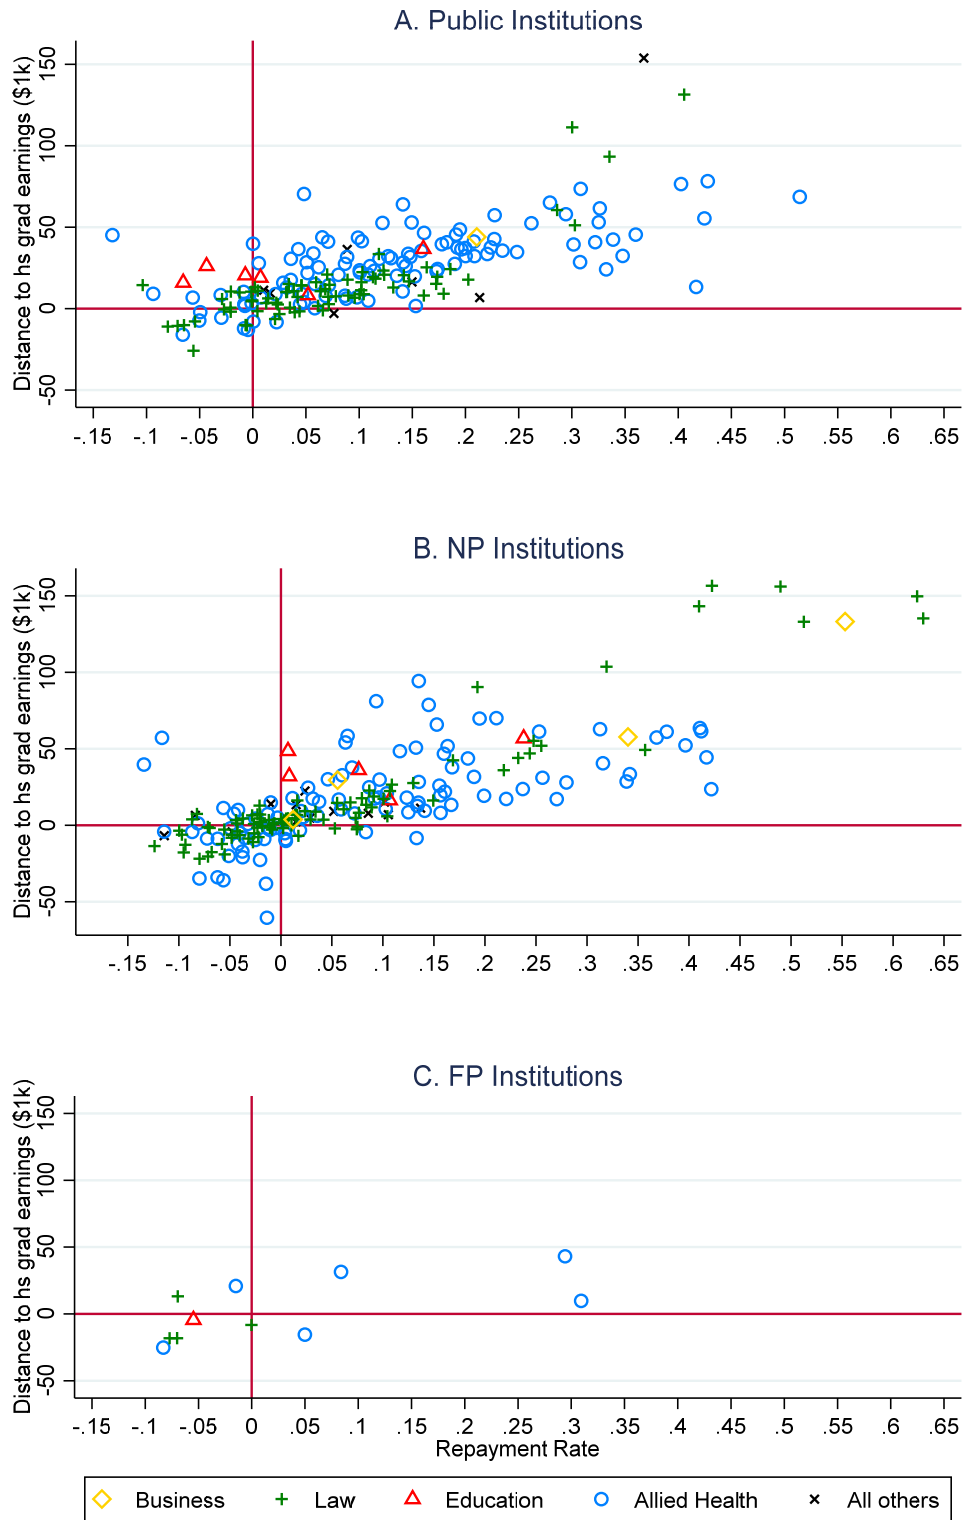 A. Public Institutions
Distance to hs grad earnings ($1k)
150
100
50
0
-50
-.15 -.1 -.05 0 .05 .1 .15 .2 .25 .3 .35 .4 .45 .5 .55 .6 .65
B. NP Institutions
Distance to hs grad earnings ($1k)
150
100
50
0
-50
-.15 -.1 -.05 0 .05 .1 .15 .2 .25 .3 .35 .4 .45 .5 .55 .6 .65
C. FP Institutions
Distance to hs grad earnings ($1k)
150
100
50
0
-50
-.15 -.1 -.05 0 .05 .1 .15 .2 .25 .3 .35 .4 .45 .5 .55 .6 .65
Repayment Rate
Business Law Education Allied Health All others